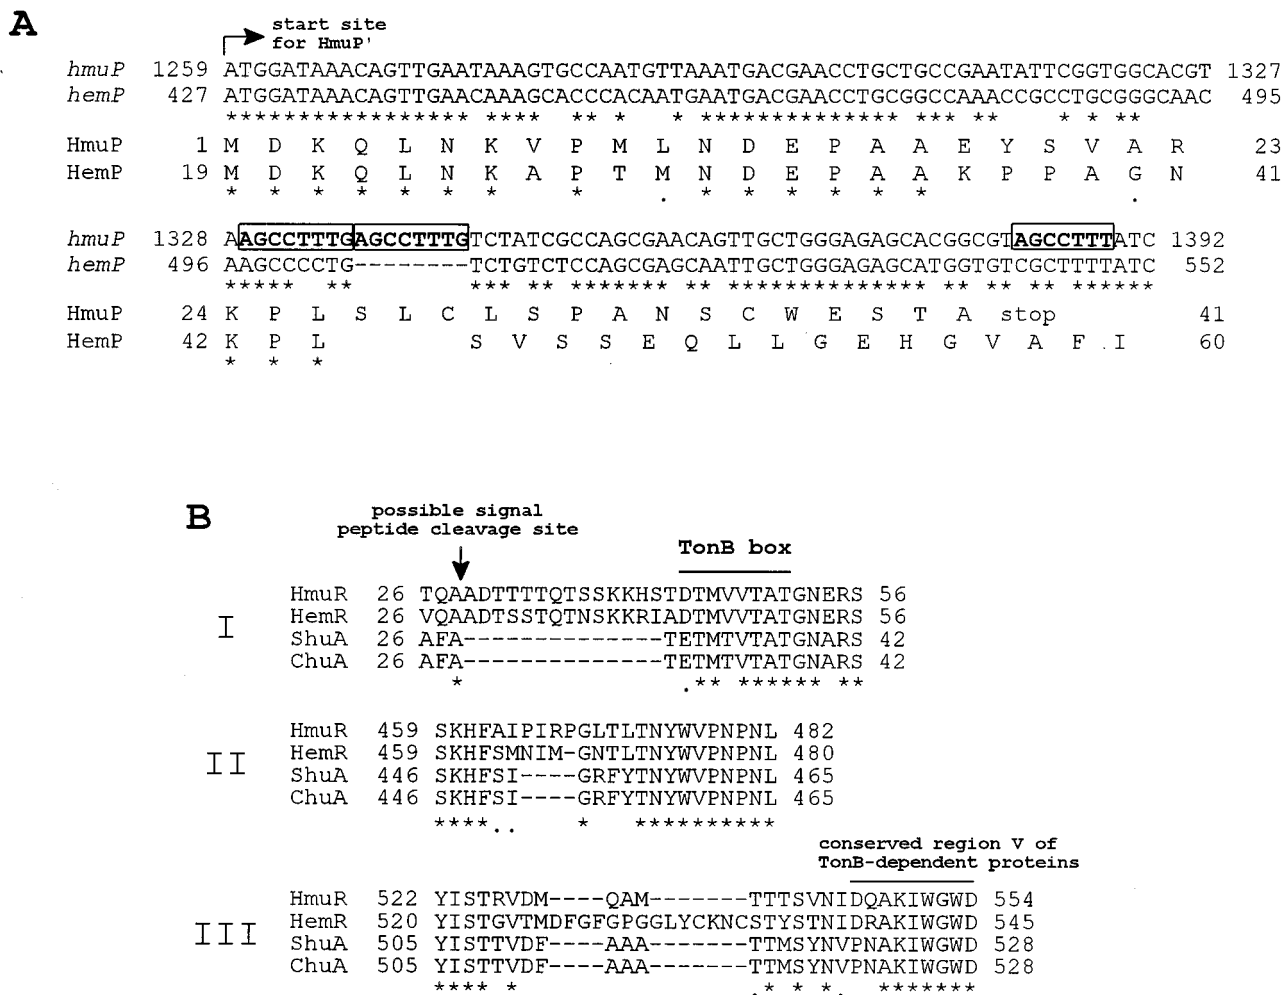 A
start site
for HmuP'
hmuP 1259 ATGGATAAACAGTTGAATAAAGTGCCAATGTTAAATGACGAACCTGCTGCCGAATATTCGGTGGCACGT 1327
hemP 427 ATGGATAAACAGTTGAACAAAGCACCCACAATGAATGACGAACCTGCGGCCAAACCGCCTGCGGGCAAC 495
***************** **** ** * * ************** *** ** * * **
HmuP 1 M D K Q L N K V P M L N D E P A A E Y S V A R 23
HemP 19 M D K Q L N K A P T M N D E P A A K P P A G N 41
* * * * * * * * . * * * * * * .
hmuP 1328 AAGCCTTTGAGCCTTTGTCTATCGCCAGCGAACAGTTGCTGGGAGAGCACGGCGTAGCCTTTATC 1392
hemP 496 AAGCCCCTG--------TCTGTCTCCAGCGAGCAATTGCTGGGAGAGCATGGTGTCGCTTTTATC 552
***** ** *** ** ******* ** ************** ** ** ** ******
HmuP 24 K P L S L C L S P A N S C W E S T A stop 41
HemP 42 K P L S V S S E Q L L G E H G V A F I 60
* * *
B
possible signal
peptide cleavage site
TonB box
I
HmuR 26 TQAADTTTTQTSSKKHSTDTMVVTATGNERS 56
HemR 26 VQAADTSSTQTNSKKRIADTMVVTATGNERS 56
ShuA 26 AFA--------------TETMTVTATGNARS 42
ChuA 26 AFA--------------TETMTVTATGNARS 42
* .** ****** **
II
HmuR 459 SKHFAIPIRPGLTLTNYWVPNPNL 482
HemR 459 SKHFSMNIM-GNTLTNYWVPNPNL 480
ShuA 446 SKHFSI----GRFYTNYWVPNPNL 465
ChuA 446 SKHFSI----GRFYTNYWVPNPNL 465
****.. * **********
conserved region V of
TonB-dependent proteins
III
HmuR 522 YISTRVDM----QAM-------TTTSVNIDQAKIWGWD 554
HemR 520 YISTGVTMDFGFGPGGLYCKNCSTYSTNIDRAKIWGWD 545
ShuA 505 YISTTVDF----AAA-------TTMSYNVPNAKIWGWD 528
ChuA 505 YISTTVDF----AAA-------TTMSYNVPNAKIWGWD 528
**** * .* * *. *******